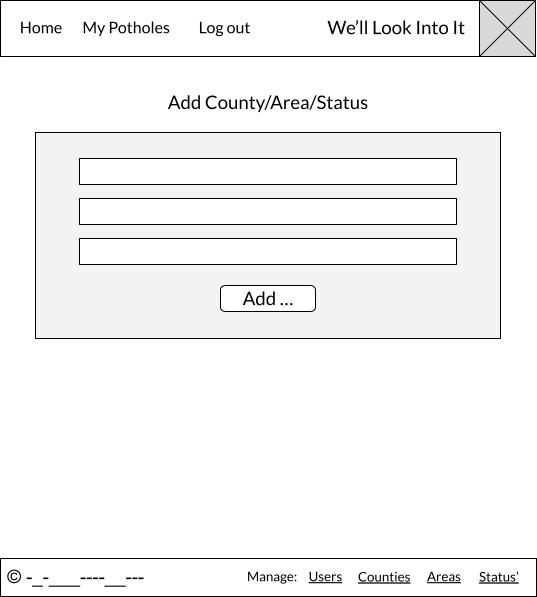 Home My Potholes Log out We'll Look Into It
Add County/Area/Status
Add ...
© -_-___----__--- Manage: Users Counties Areas Status'